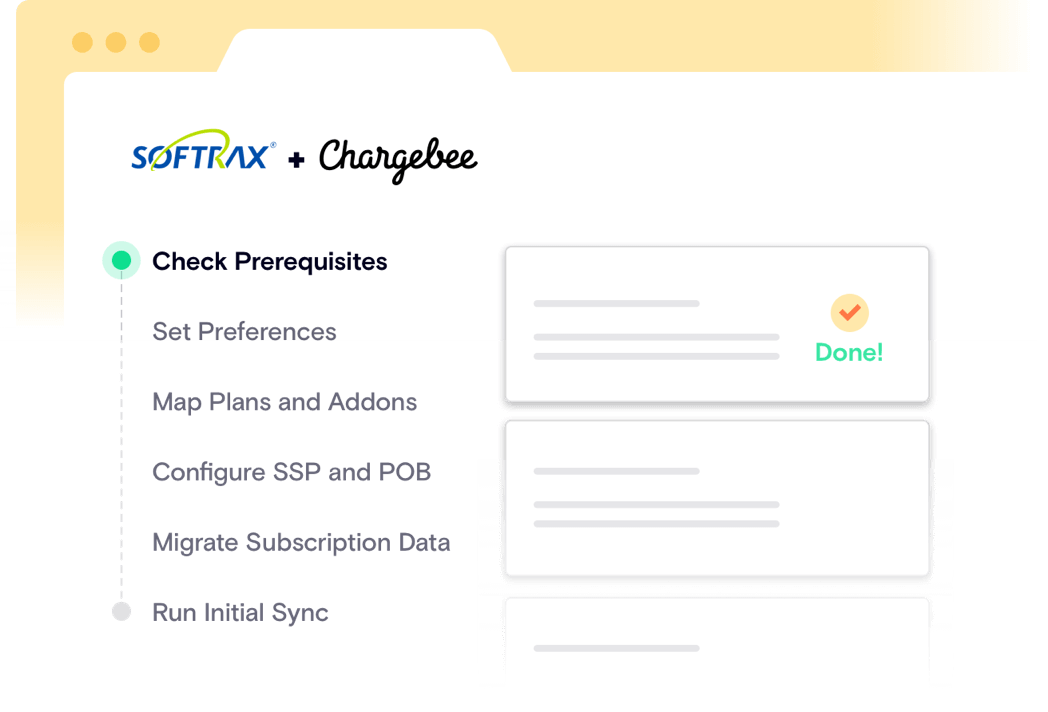 SOFTRAX® + Chargebee
Check Prerequisites
Set Preferences
Done!
Map Plans and Addons
Configure SSP and POB
Migrate Subscription Data
Run Initial Sync